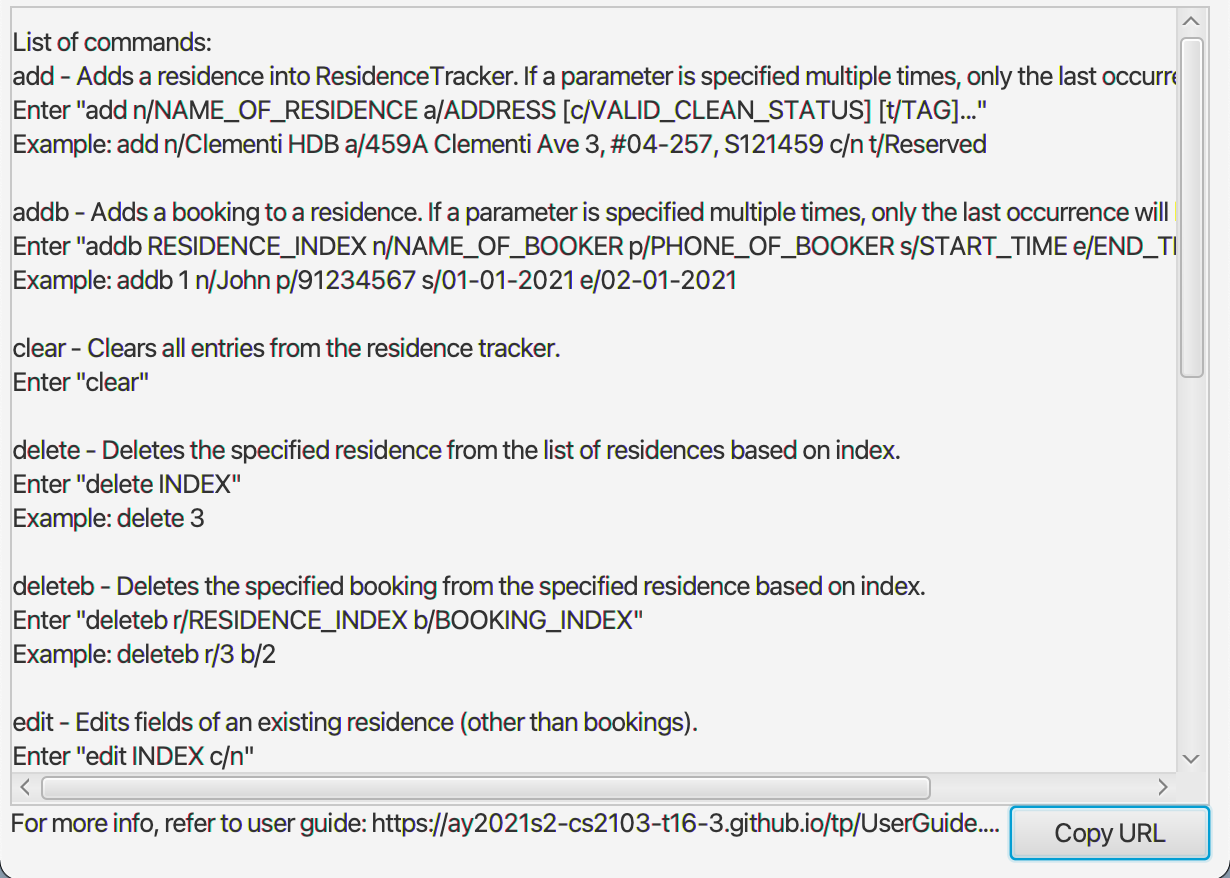 List of commands:
add - Adds a residence into ResidenceTracker. If a parameter is specified multiple times, only the last
Enter "add n/NAME_OF_RESIDENCE a/ADDRESS [c/VALID_CLEAN_STATUS] [t/TAG]..."
Example: add n/Clementi HDB a/459A Clementi Ave 3, #04-257, S121459 c/n t/Reserved
addb - Adds a booking to a residence. If a parameter is specified multiple times, only the last occurrence will
Enter "addb RESIDENCE_INDEX n/NAME_OF_BOOKER p/PHONE_OF_BOOKER s/START_TIME
Example: addb 1 n/John p/91234567 s/01-01-2021 e/02-01-2021
clear - Clears all entries from the residence tracker.
Enter "clear"
delete - Deletes the specified residence from the list of residences based on index.
Enter "delete INDEX"
Example: delete 3
deleteb - Deletes the specified booking from the specified residence based on index.
Enter "deleteb r/RESIDENCE_INDEX b/BOOKING_INDEX"
Example: deleteb r/3 b/2
edit - Edits fields of an existing residence (other than bookings).
Enter "edit INDEX c/n"
For more info, refer to user guide: https://ay2021s2-cs2103-t16-3.github.io/tp/UserGuide....
Copy URL